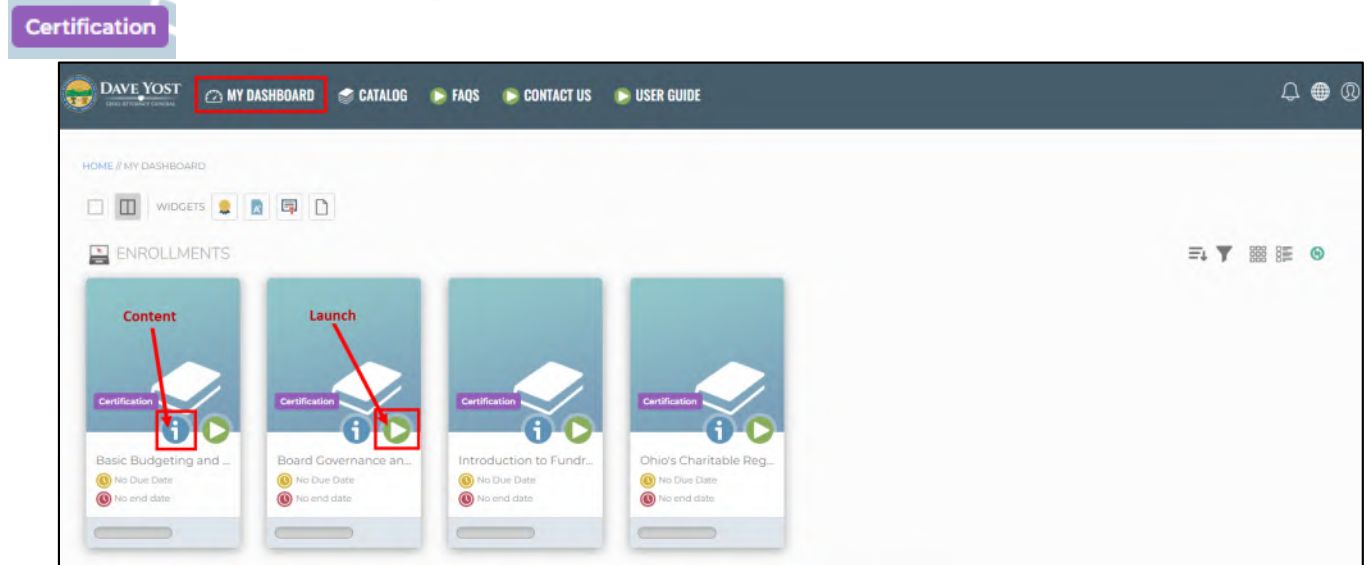 Certification
DAVE YOST
OHIO ATTORNEY GENERAL
MY DASHBOARD
CATALOG
FAQS
CONTACT US
USER GUIDE
HOME // MY DASHBOARD
WIDGETS
ENROLLMENTS
Content
Launch
Certification
Certification
Certification
Certification
Basic Budgeting and ...
Board Governance an...
Introduction to Fundr...
Ohio's Charitable Reg...
No Due Date
No Due Date
No Due Date
No Due Date
No end date
No end date
No end date
No end date